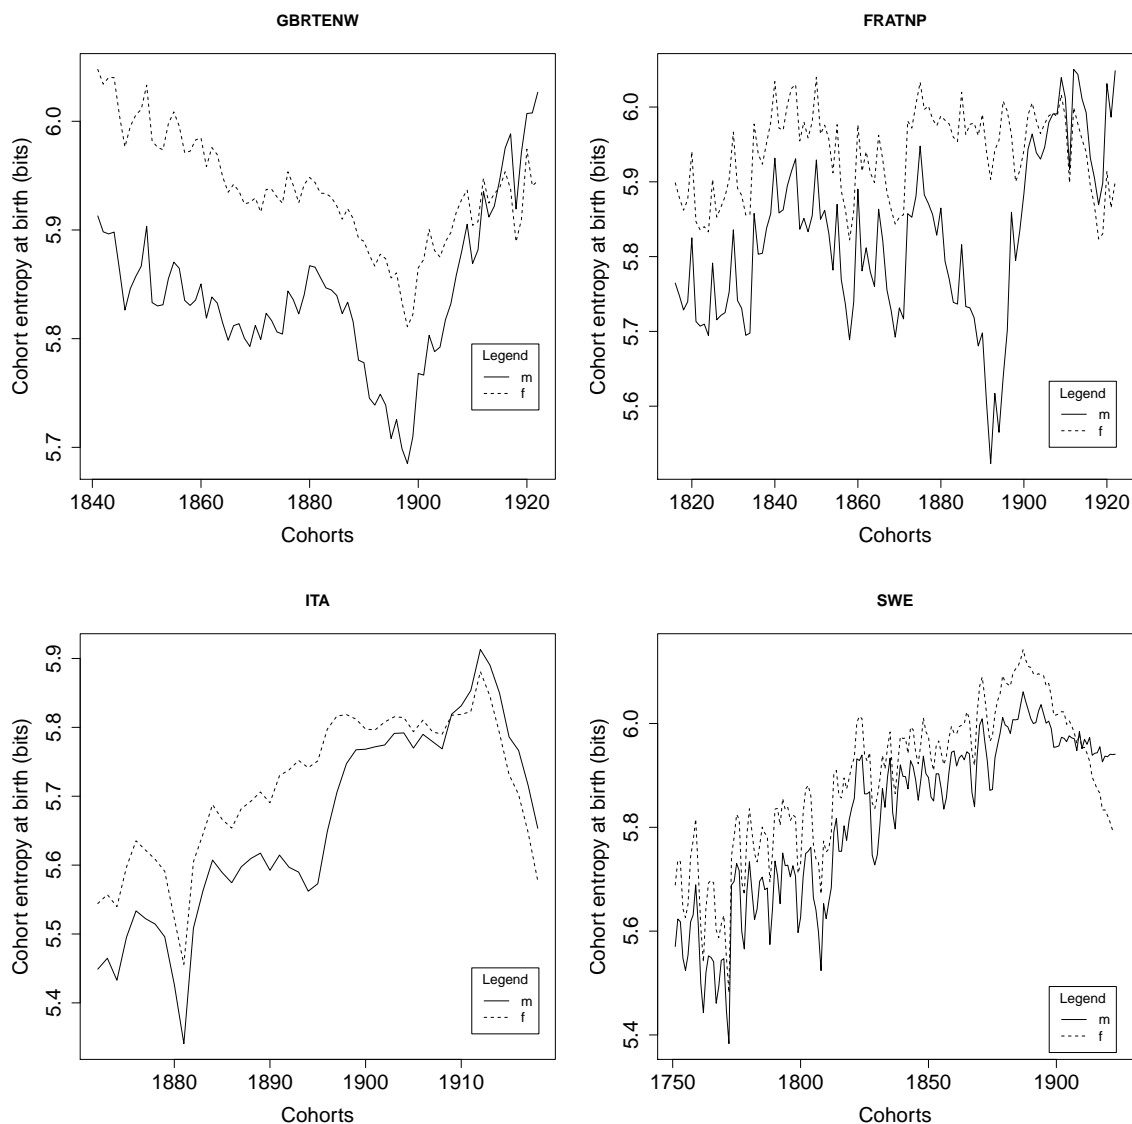 GBRTENW
Cohort entropy at birth (bits)
6.0
5.9
5.8
5.7
Legend
m
f
1840 1860 1880 1900 1920
Cohorts
FRATNP
Cohort entropy at birth (bits)
6.0
5.9
5.8
5.7
5.6
Legend
m
f
1820 1840 1860 1880 1900 1920
Cohorts
ITA
Cohort entropy at birth (bits)
5.9
5.8
5.7
5.6
5.5
5.4
Legend
m
f
1880 1890 1900 1910
Cohorts
SWE
Cohort entropy at birth (bits)
6.0
5.8
5.6
5.4
Legend
m
f
1750 1800 1850 1900
Cohorts